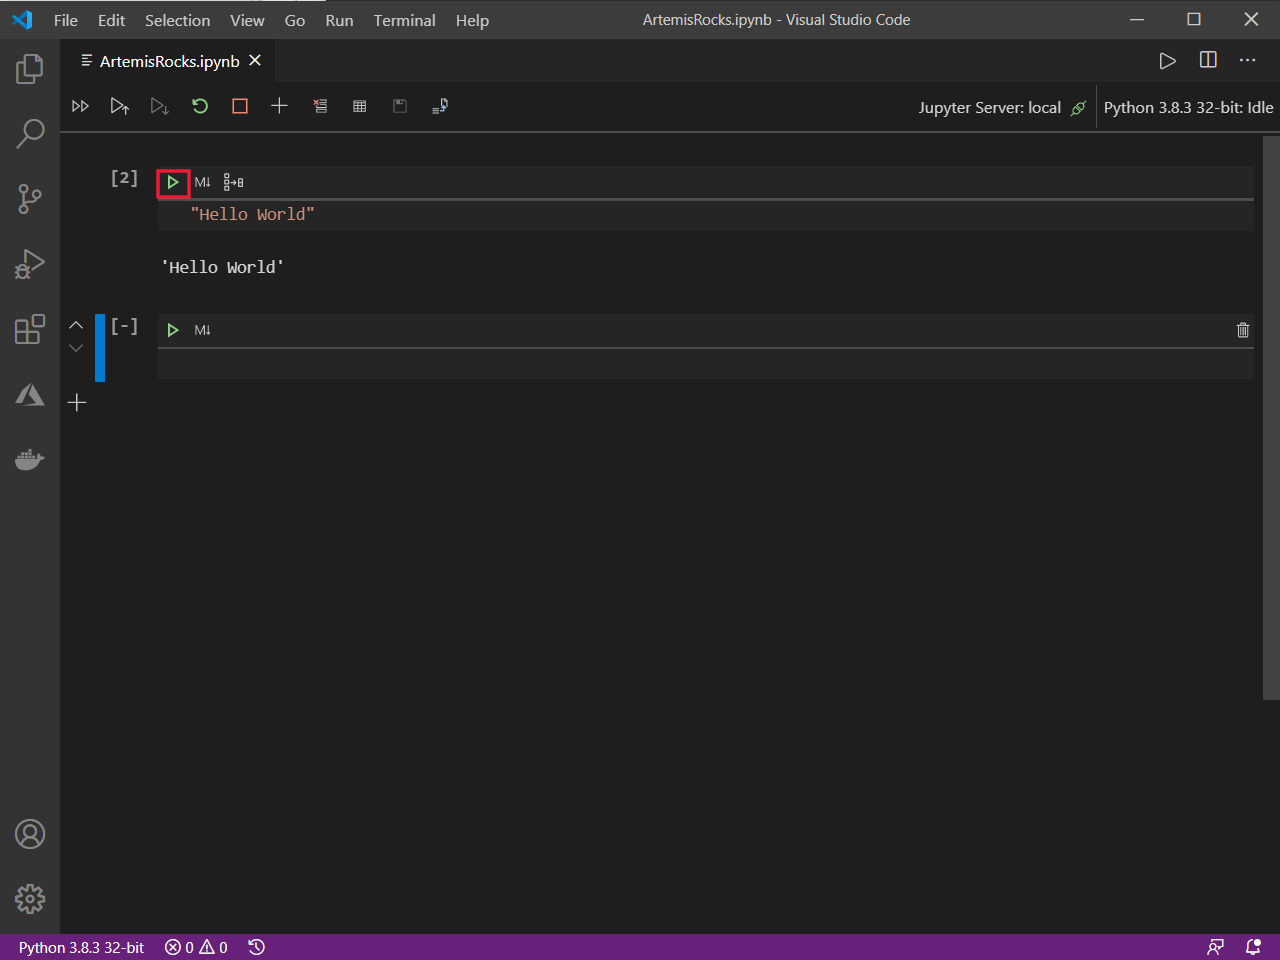 File Edit Selection View Go Run Terminal Help ArtemisRocks.ipynb - Visual Studio Code
ArtemisRocks.ipynb
Jupyter Server: local Python 3.8.3 32-bit: Idle
[2] M↓
"Hello World"
'Hello World'
[-] M↓
Python 3.8.3 32-bit 0 0